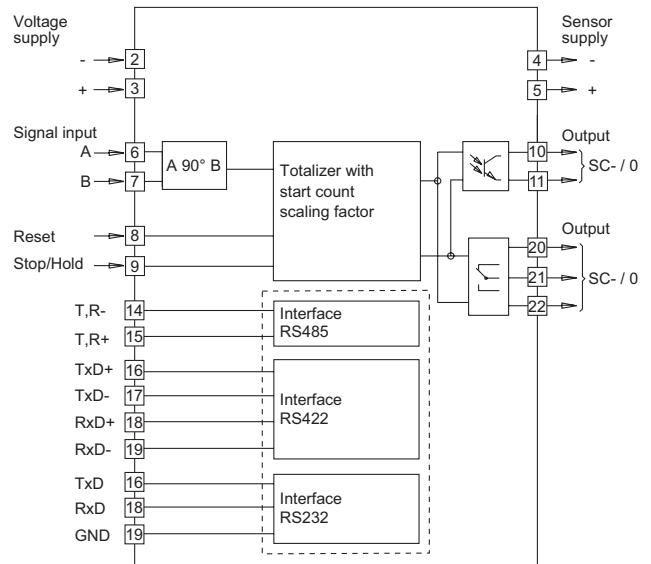 Voltage
supply
- 2
+ 3
Sensor
supply
4 -
5 +
Signal input
A 6
B 7
A 90° B
Totalizer with
start count
scaling factor
Reset 8
Stop/Hold 9
Output
10
11
SC- / 0
Output
20
21
22
SC- / 0
T,R- 14
T,R+ 15
Interface
RS485
TxD+ 16
TxD- 17
RxD+ 18
RxD- 19
Interface
RS422
TxD 16
RxD 18
GND 19
Interface
RS232